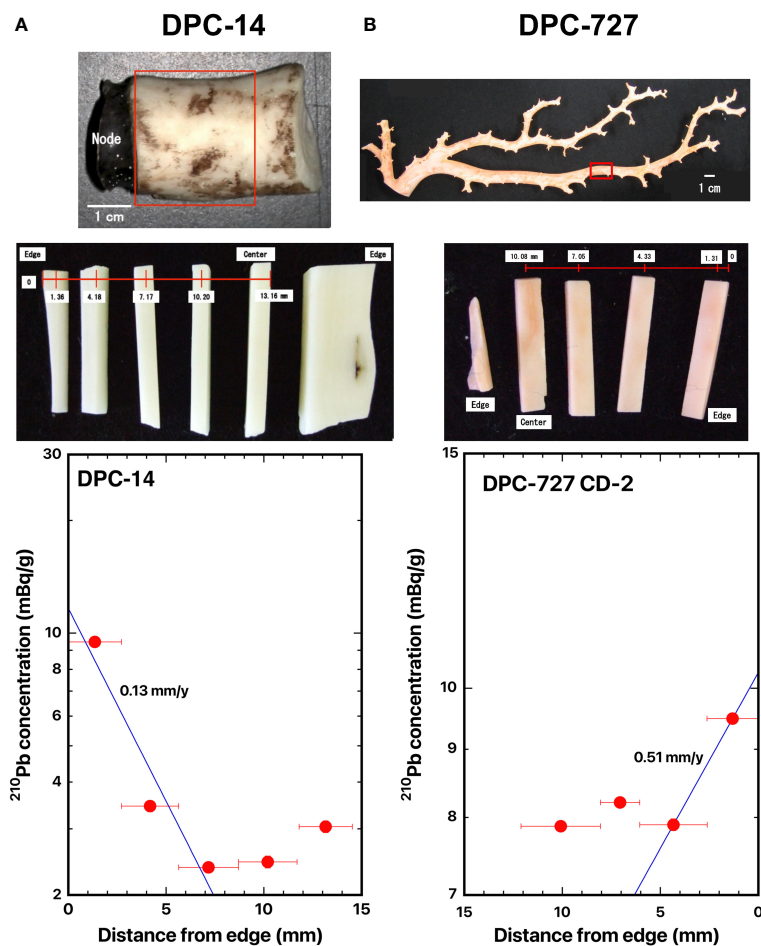 A
DPC-14
B
DPC-727
Node
1 cm
1 cm
Edge
Center
Edge
0
1.36
4.18
7.17
10.20
13.16 mm
10.08 mm
7.05
4.33
1.31
0
Edge
Center
Edge
30
DPC-14
10
8
6
4
2
0.13 mm/y
0
5
10
15
Distance from edge (mm)
²¹⁰Pb concentration (mBq/g)
15
DPC-727 CD-2
10
9
8
7
0.51 mm/y
15
10
5
0
Distance from edge (mm)
²¹⁰Pb concentration (mBq/g)